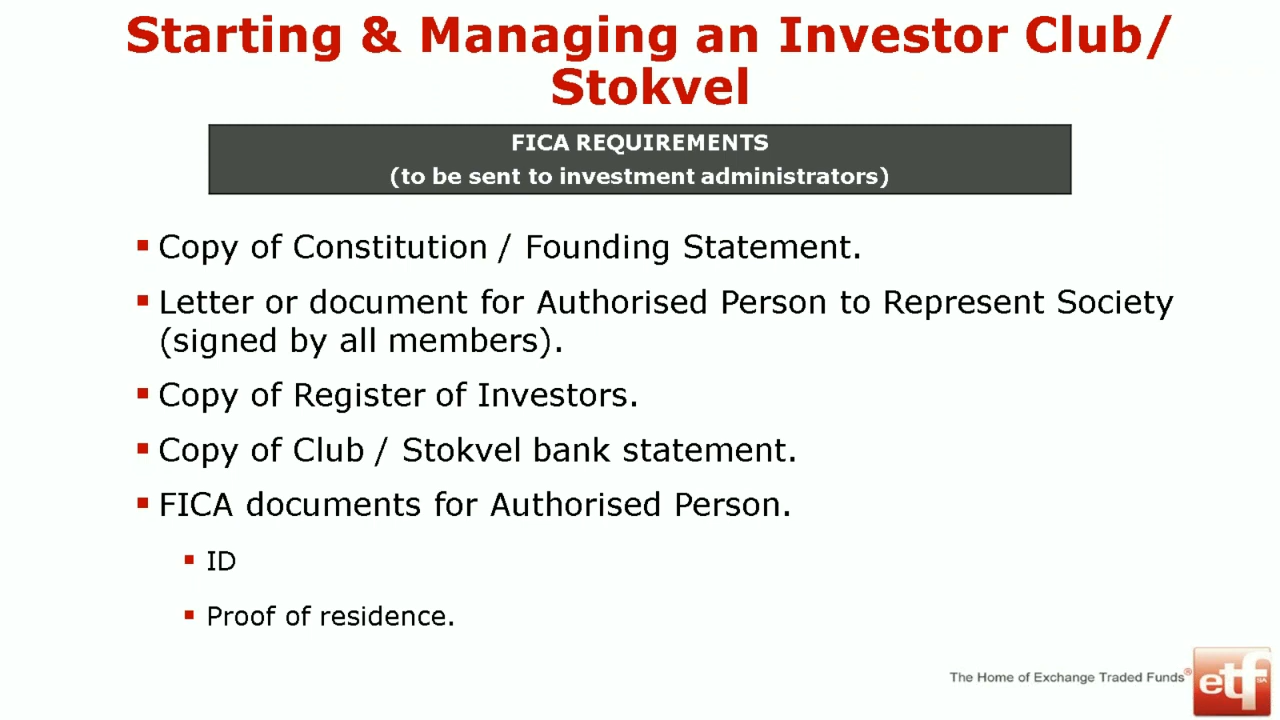 Starting & Managing an Investor Club/
Stokvel
FICA REQUIREMENTS
(to be sent to investment administrators)
Copy of Constitution / Founding Statement.
Letter or document for Authorised Person to Represent Society
(signed by all members).
Copy of Register of Investors.
Copy of Club / Stokvel bank statement.
FICA documents for Authorised Person.
ID
Proof of residence.
The Home of Exchange Traded Funds®
etf
SA